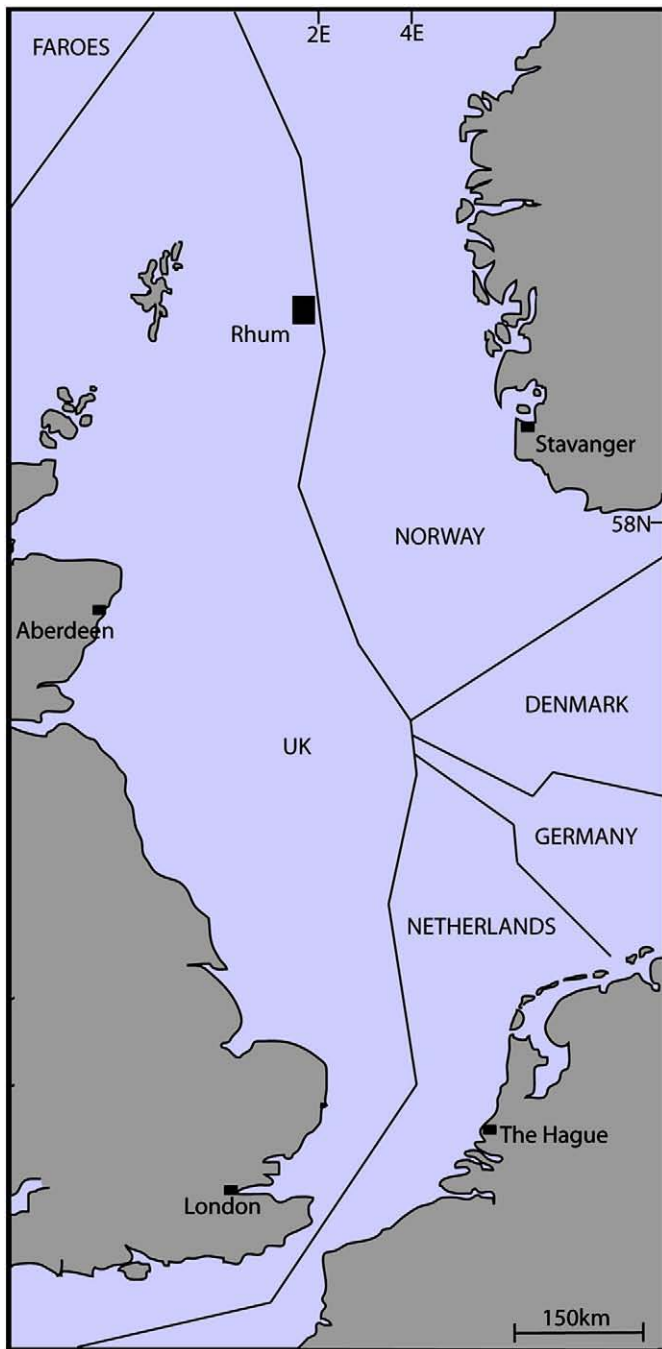 FAROES
2E
4E
Rhum
Stavanger
58N
NORWAY
Aberdeen
DENMARK
UK
GERMANY
NETHERLANDS
The Hague
London
150km